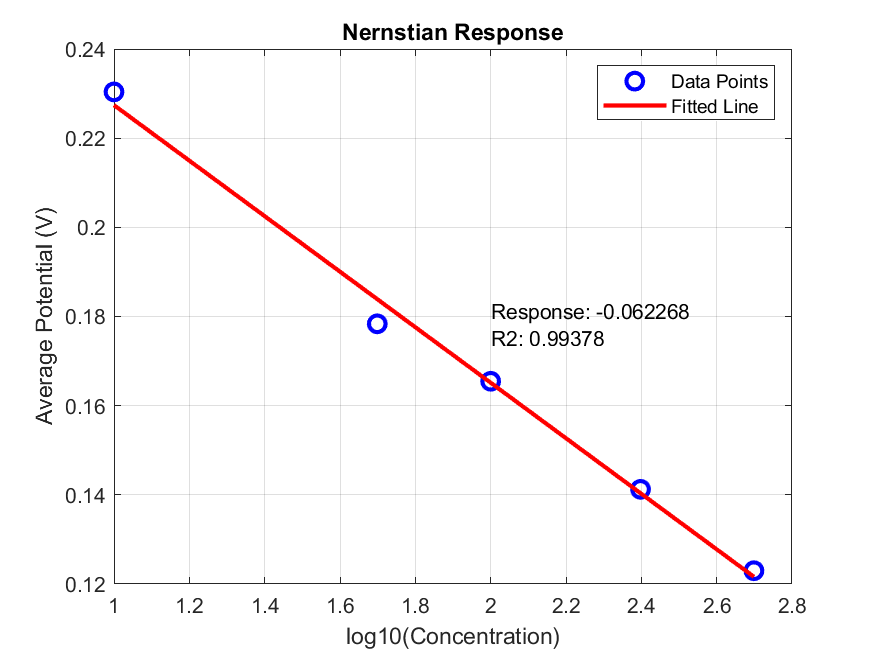 Nernstian Response
0.24
0.22
0.2
0.18
0.16
0.14
0.12
Average Potential (V)
Data Points
Fitted Line
Response: -0.062268
R2: 0.99378
1 1.2 1.4 1.6 1.8 2 2.2 2.4 2.6 2.8
log10(Concentration)